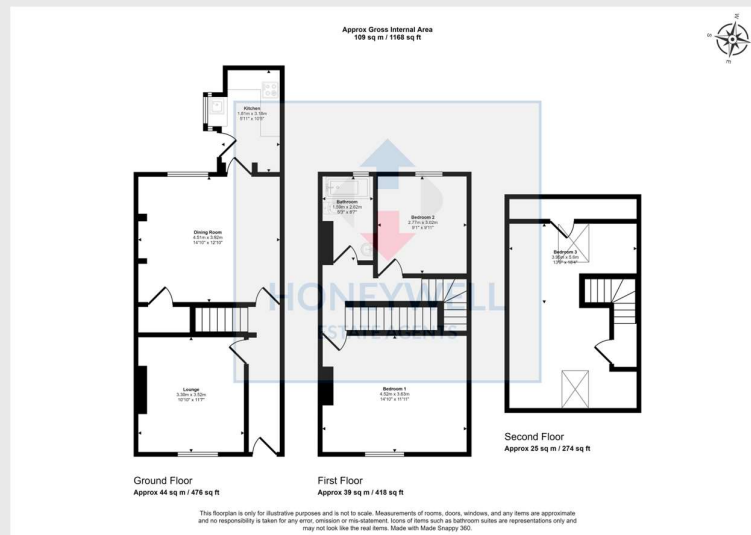 Approx Gross Internal Area
109 sq m / 1168 sq ft
W
S
E
Kitchen
1.81m x 3.18m
5'11" x 10'5"
Dining Room
4.51m x 3.92m
14'10" x 12'10"
Lounge
3.30m x 3.52m
10'10" x 11'7"
Bathroom
1.59m x 2.62m
5'3" x 8'7"
Bedroom 2
2.77m x 3.02m
9'1" x 9'11"
Bedroom 1
4.52m x 3.63m
14'10" x 11'11"
Bedroom 3
HONEYWELL
ESTATE AGENTS
Ground Floor
Approx 44 sq m / 476 sq ft
First Floor
Approx 39 sq m / 418 sq ft
Second Floor
Approx 25 sq m / 274 sq ft
This floorplan is only for illustrative purposes and is not to scale. Measurements of rooms, doors, windows, and any items are approximate
and no responsibility is taken for any error, omission or mis-statement. Icons of items such as bathroom suites are representations only and
may not look like the real items. Made with Made Snappy 360.